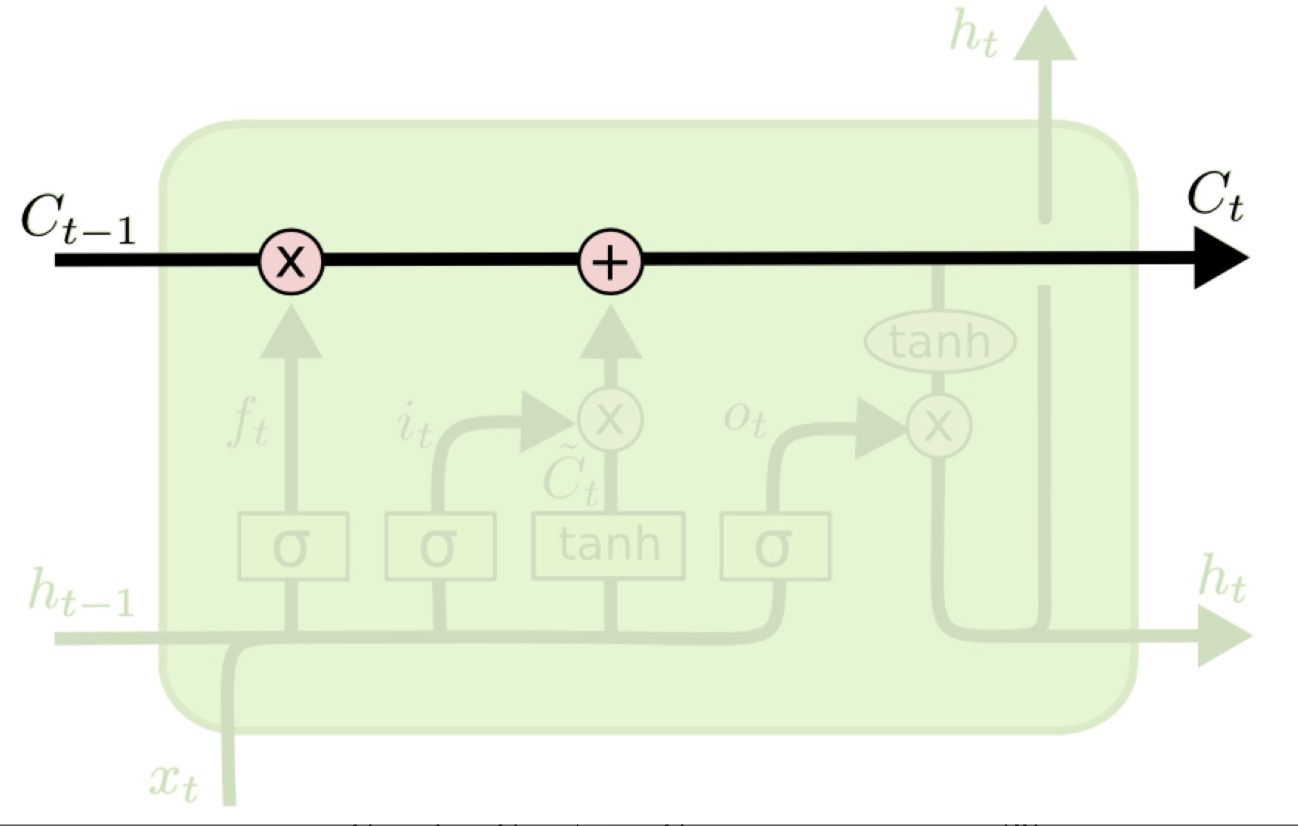 h_t
C_{t-1} C_t
x +
tanh
f_t i_t x o_t x
C̃_t
σ σ tanh σ
h_{t-1} h_t
x_t